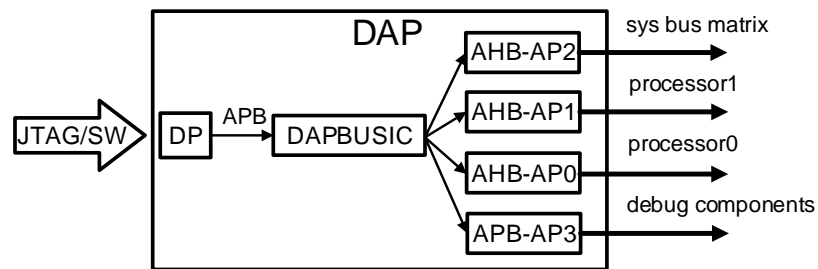 DAP
sys bus matrix
AHB-AP2
processor1
AHB-AP1
JTAG/SW
DP
APB
DAPBUSIC
processor0
AHB-AP0
debug components
APB-AP3